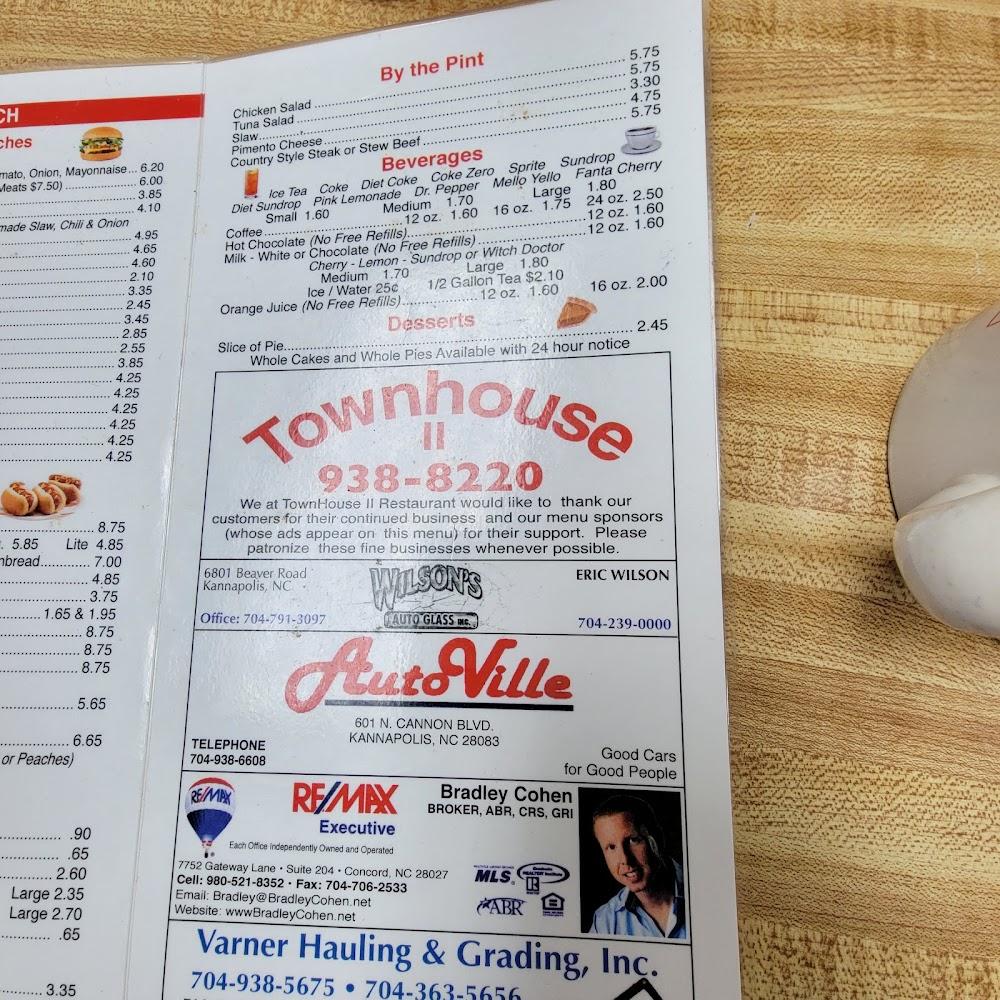 CH
ches
mato, Onion, Mayonnaise... 6.20
Meats $7.50) 6.00
3.85
4.10
made Slaw, Chili & Onion
4.95
4.65
4.60
2.10
3.35
2.45
3.45
2.85
2.55
3.85
4.25
4.25
4.25
4.25
4.25
4.25
8.75
5.85 Lite 4.85
nbread 7.00
4.85
3.75
1.65 & 1.95
8.75
8.75
8.75
5.65
6.65
or Peaches)
.90
.65
2.60
Large 2.35
Large 2.70
.65
3.35
By the Pint
Chicken Salad 5.75
Tuna Salad 5.75
Slaw 3.30
Pimento Cheese 4.75
Country Style Steak or Stew Beef 5.75
Beverages
Ice Tea Coke Diet Coke Coke Zero Sprite Sundrop
Diet Sundrop Pink Lemonade Dr. Pepper Mello Yello Fanta Cherry
Small 1.60 Medium 1.70 Large 1.80
Coffee 12 oz. 1.60 16 oz. 1.75 24 oz. 2.50
Hot Chocolate (No Free Refills) 12 oz. 1.60
Milk - White or Chocolate (No Free Refills) 12 oz. 1.60
Cherry - Lemon - Sundrop or Witch Doctor
Medium 1.70 Large 1.80
Ice / Water 25¢ 1/2 Gallon Tea $2.10
Orange Juice (No Free Refills) 12 oz. 1.60 16 oz. 2.00
Desserts
Slice of Pie 2.45
Whole Cakes and Whole Pies Available with 24 hour notice
Townhouse
II
938-8220
We at TownHouse II Restaurant would like to thank our
customers for their continued business and our menu sponsors
(whose ads appear on this menu) for their support. Please
patronize these fine businesses whenever possible.
6801 Beaver Road
Kannapolis, NC
Office: 704-791-3097
WILSON'S
AUTO GLASS INC.
ERIC WILSON
704-239-0000
AutoVille
601 N. CANNON BLVD.
KANNAPOLIS, NC 28083
TELEPHONE
704-938-6608
Good Cars
for Good People
RE/MAX
RE/MAX
Executive
Each Office Independently Owned and Operated
Bradley Cohen
BROKER, ABR, CRS, GRI
7752 Gateway Lane • Suite 204 • Concord, NC 28027
Cell: 980-521-8352 • Fax: 704-706-2533
Email: Bradley@BradleyCohen.net
Website: wwwBradleyCohen.net
MLS
ABR
Varner Hauling & Grading, Inc.
704-938-5675 • 704-363-5656